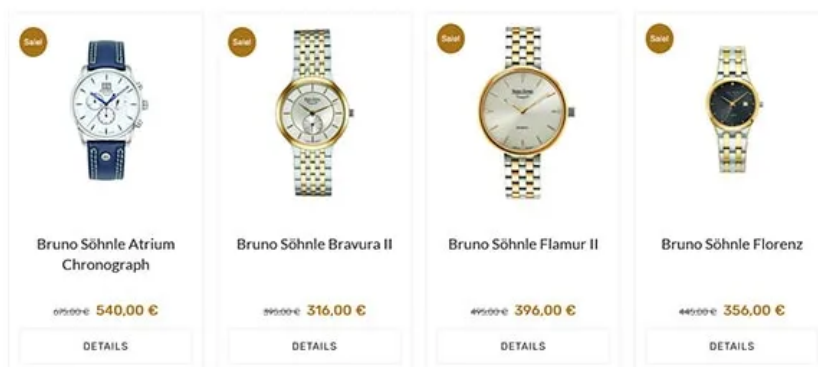 Sale!
Bruno Söhnle Atrium
Chronograph
675,00 € 540,00 €
DETAILS
Sale!
Bruno Söhnle Bravura II
395,00 € 316,00 €
DETAILS
Sale!
Bruno Söhnle Flamur II
495,00 € 396,00 €
DETAILS
Sale!
Bruno Söhnle Florenz
445,00 € 356,00 €
DETAILS